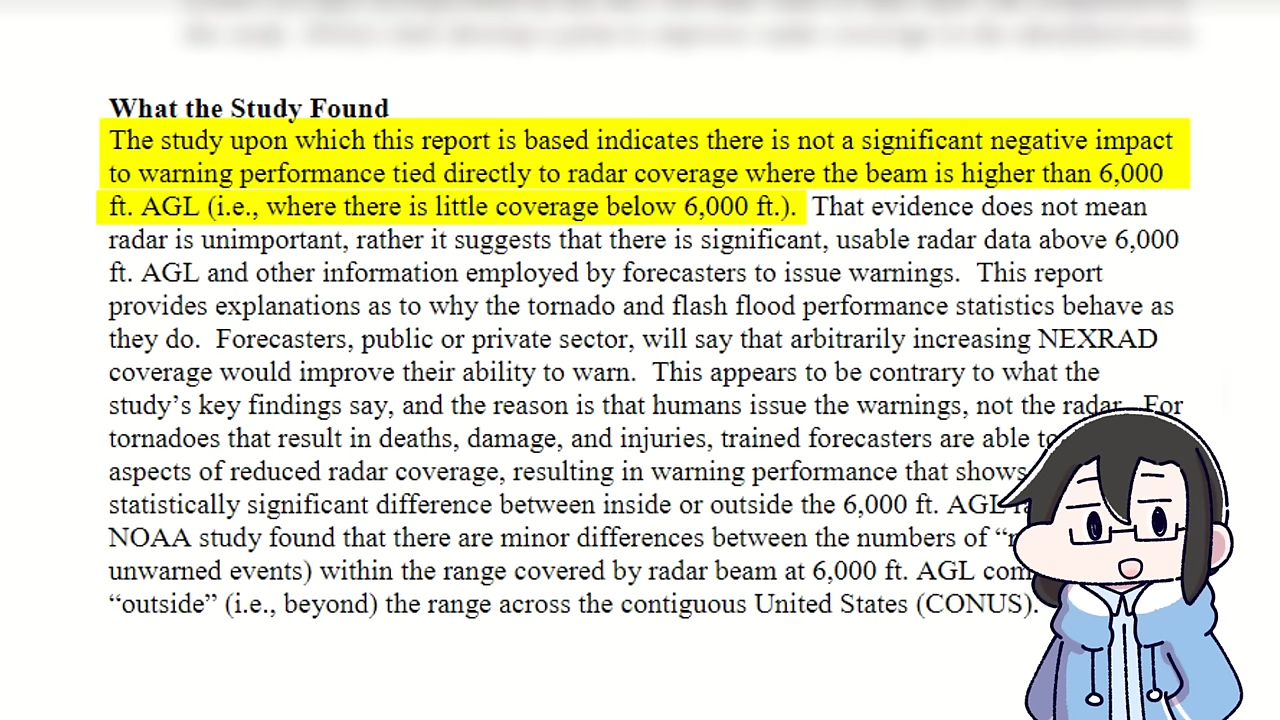 What the Study Found
The study upon which this report is based indicates there is not a significant negative impact
to warning performance tied directly to radar coverage where the beam is higher than 6,000
ft. AGL (i.e., where there is little coverage below 6,000 ft.). That evidence does not mean
radar is unimportant, rather it suggests that there is significant, usable radar data above 6,000
ft. AGL and other information employed by forecasters to issue warnings. This report
provides explanations as to why the tornado and flash flood performance statistics behave as
they do. Forecasters, public or private sector, will say that arbitrarily increasing NEXRAD
coverage would improve their ability to warn. This appears to be contrary to what the
study’s key findings say, and the reason is that humans issue the warnings, not the radar. For
tornadoes that result in deaths, damage, and injuries, trained forecasters are able to
aspects of reduced radar coverage, resulting in warning performance that shows
statistically significant difference between inside or outside the 6,000 ft. AGL
NOAA study found that there are minor differences between the numbers of
unwarned events) within the range covered by radar beam at 6,000 ft. AGL
“outside” (i.e., beyond) the range across the contiguous United States (CONUS).